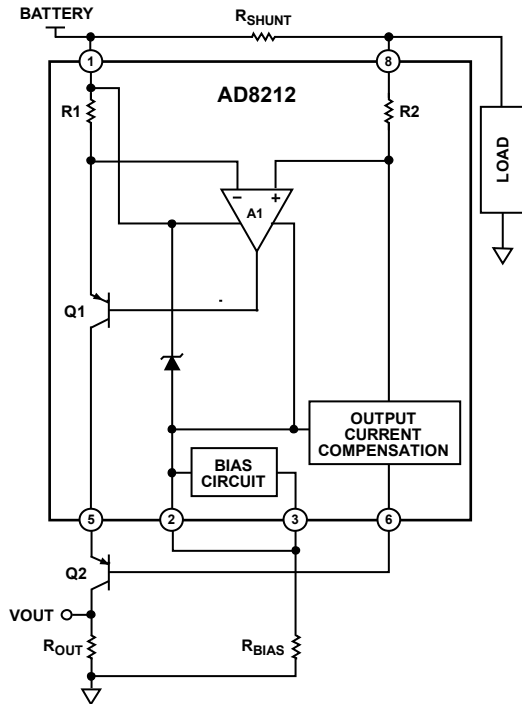 BATTERY
RSHUNT
1
8
AD8212
R1
R2
LOAD
−
+
A1
Q1
OUTPUT
CURRENT
COMPENSATION
BIAS
CIRCUIT
5
2
3
6
Q2
VOUT
ROUT
RBIAS